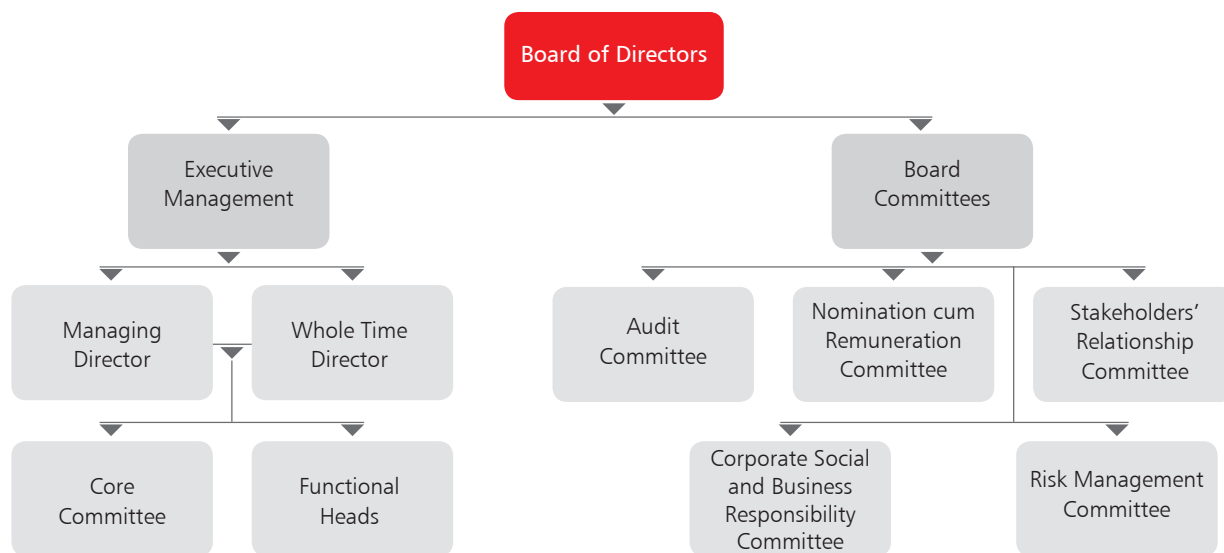 Board of Directors
Executive
Management
Board
Committees
Managing
Director
Whole Time
Director
Audit
Committee
Nomination cum
Remuneration
Committee
Stakeholders’
Relationship
Committee
Core
Committee
Functional
Heads
Corporate Social
and Business
Responsibility
Committee
Risk Management
Committee